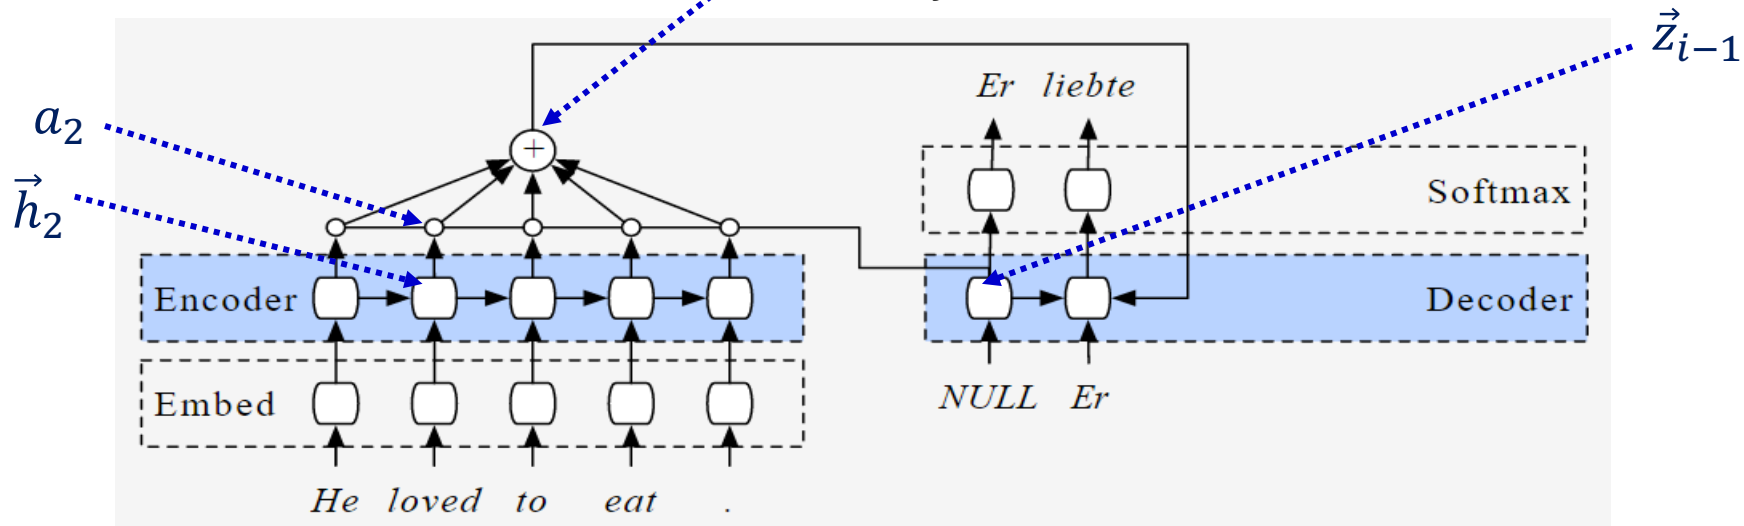 z⃗ᵢ₋₁
Er liebte
a₂
+
Softmax
h⃗₂
Encoder
Decoder
Embed
NULL Er
He loved to eat .